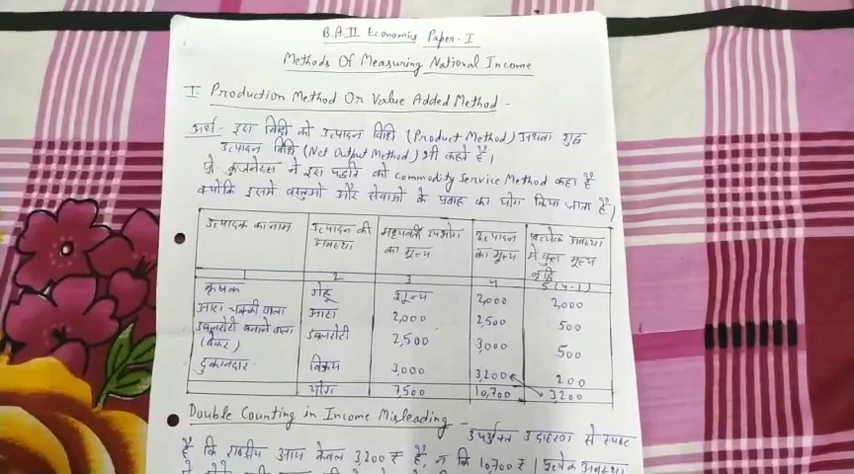 B.A.II Economics Paper-I
Methods Of Measuring National Income
I. Production Method Or Value Added Method -
अर्थ- इस विधि को उत्पादन विधि (Product Method) अथवा शुद्ध
उत्पादन विधि (Net Output Method) भी कहते हैं।
प्रो. कुजनेट्स ने इस पद्धति को commodity Service Method कहा है
क्योंकि इसमें वस्तुओं और सेवाओं के प्रवाह का योग किया जाता है।
उत्पादक का नाम उत्पादन की अवस्था मध्यवर्ती उपभोग का मूल्य उत्पादन का मूल्य प्रत्येक अवस्था में कुल मूल्य वृद्धि
1 2 3 4 5 (4-3)
कृषक गेहूँ शून्य 2,000 2,000
आटा चक्की वाला आटा 2,000 2,500 500
डबलरोटी बनाने वाला (बेकर) डबलरोटी 2,500 3,000 500
दुकानदार विक्रय 3,000 3,200 200
योग 7,500 10,700 3200
Double Counting in Income Misleading -
उपर्युक्त उदाहरण से स्पष्ट
है कि राष्ट्रीय आय केवल 3,200 ₹ है, न कि 10,700 ₹ । प्रत्येक अवस्था